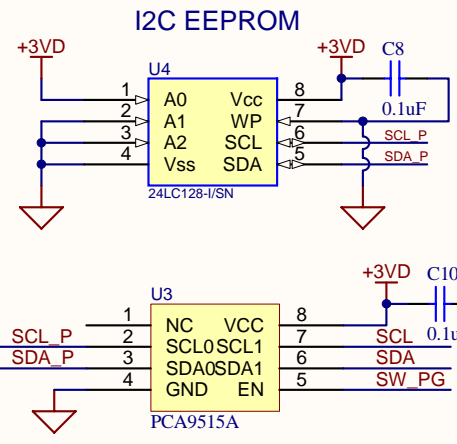 I2C EEPROM
+3VD
+3VD
C8
U4
1 A0 Vcc 8
0.1uF
2 A1 WP 7
3 A2 SCL 6 SCL_P
4 Vss SDA 5 SDA_P
24LC128-I/SN
+3VD
C10
U3
1 NC VCC 8
0.1u
SCL_P 2 SCL0 SCL1 7 SCL
SDA_P 3 SDA0 SDA1 6 SDA
4 GND EN 5 SW_PG
PCA9515A